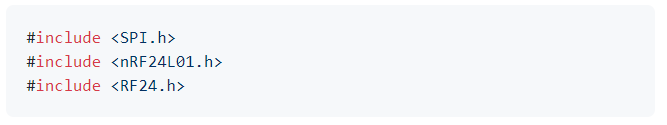 #include <SPI.h>
#include <nRF24L01.h>
#include <RF24.h>